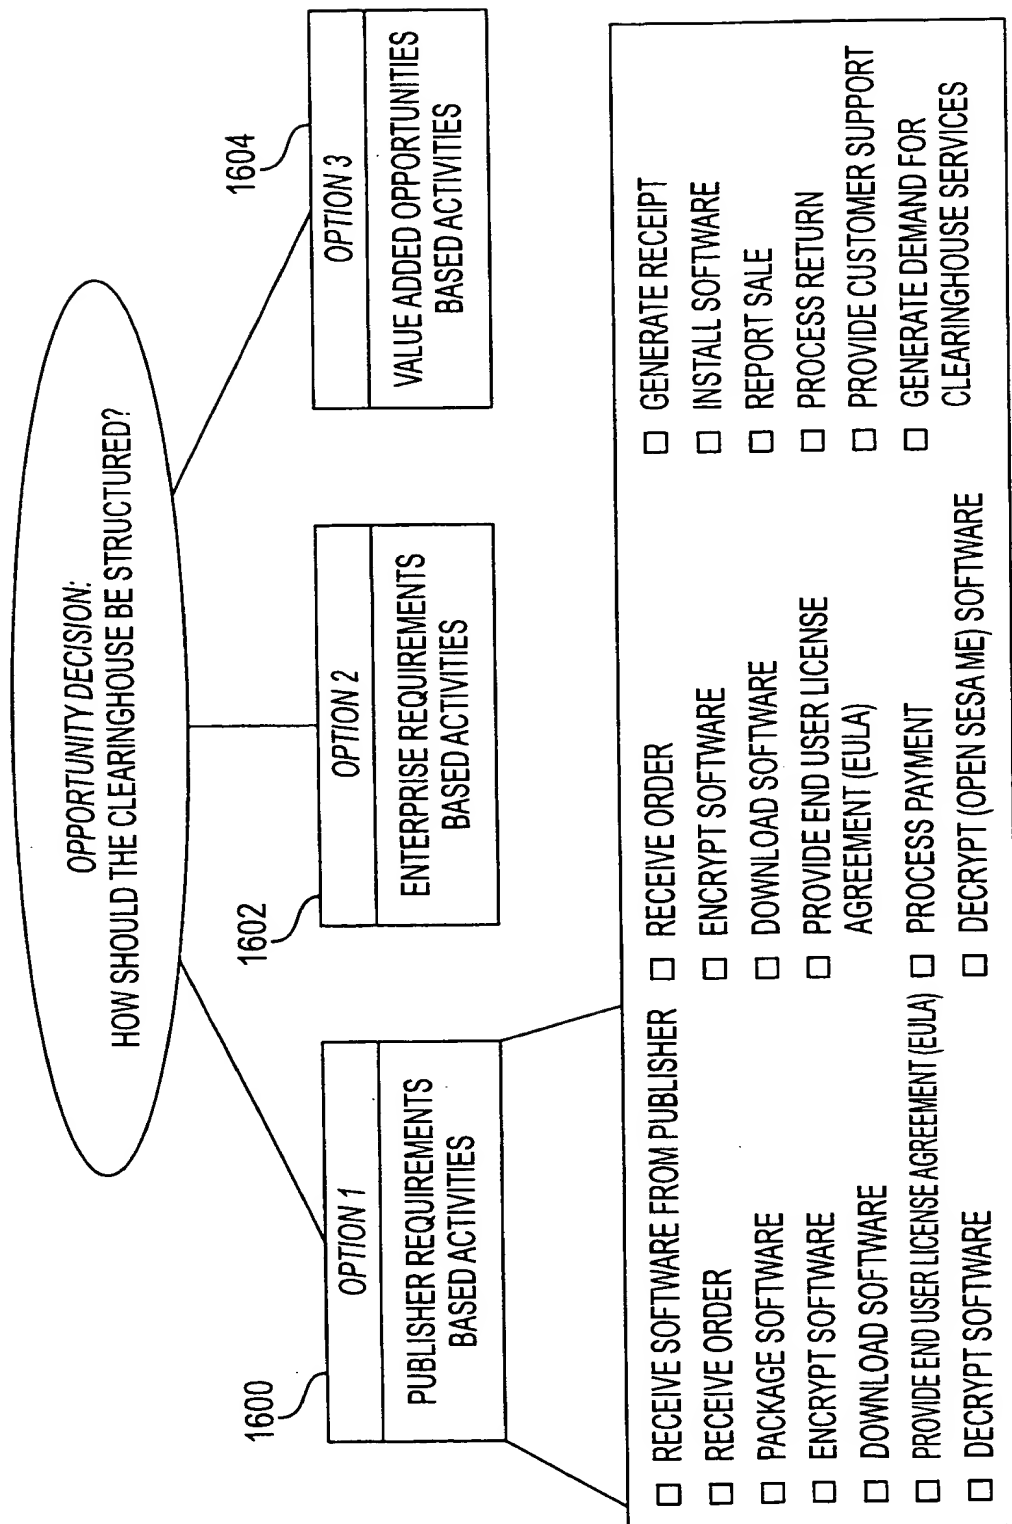 OPPORTUNITY DECISION:
HOW SHOULD THE CLEARINGHOUSE BE STRUCTURED?
1600
OPTION 1
PUBLISHER REQUIREMENTS
BASED ACTIVITIES
1602
OPTION 2
ENTERPRISE REQUIREMENTS
BASED ACTIVITIES
1604
OPTION 3
VALUE ADDED OPPORTUNITIES
BASED ACTIVITIES
☐ RECEIVE SOFTWARE FROM PUBLISHER
☐ RECEIVE ORDER
☐ PACKAGE SOFTWARE
☐ ENCRYPT SOFTWARE
☐ DOWNLOAD SOFTWARE
☐ PROVIDE END USER LICENSE AGREEMENT (EULA)
☐ DECRYPT SOFTWARE
☐ RECEIVE ORDER
☐ ENCRYPT SOFTWARE
☐ DOWNLOAD SOFTWARE
☐ PROVIDE END USER LICENSE
AGREEMENT (EULA)
☐ PROCESS PAYMENT
☐ DECRYPT (OPEN SESA ME) SOFTWARE
☐ GENERATE RECEIPT
☐ INSTALL SOFTWARE
☐ REPORT SALE
☐ PROCESS RETURN
☐ PROVIDE CUSTOMER SUPPORT
☐ GENERATE DEMAND FOR
CLEARINGHOUSE SERVICES